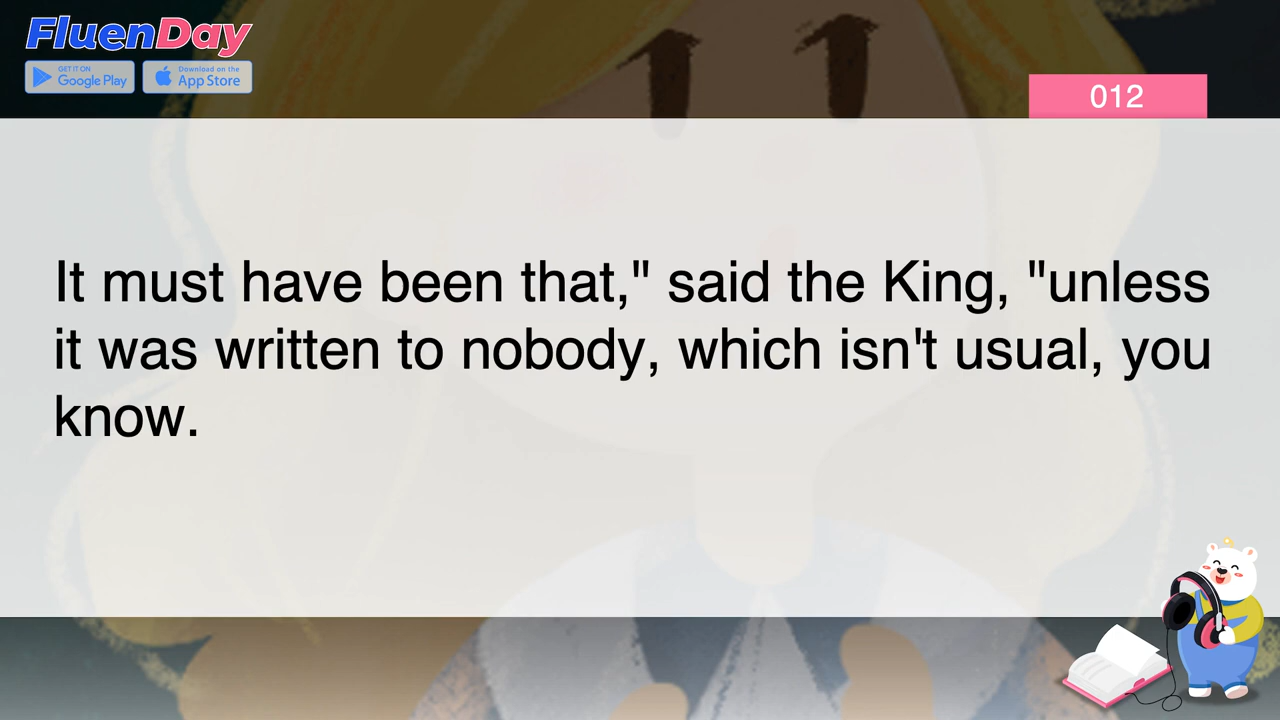 FluenDay
GET IT ON
Google Play
Download on the
App Store
012
It must have been that," said the King, "unless
it was written to nobody, which isn't usual, you
know.